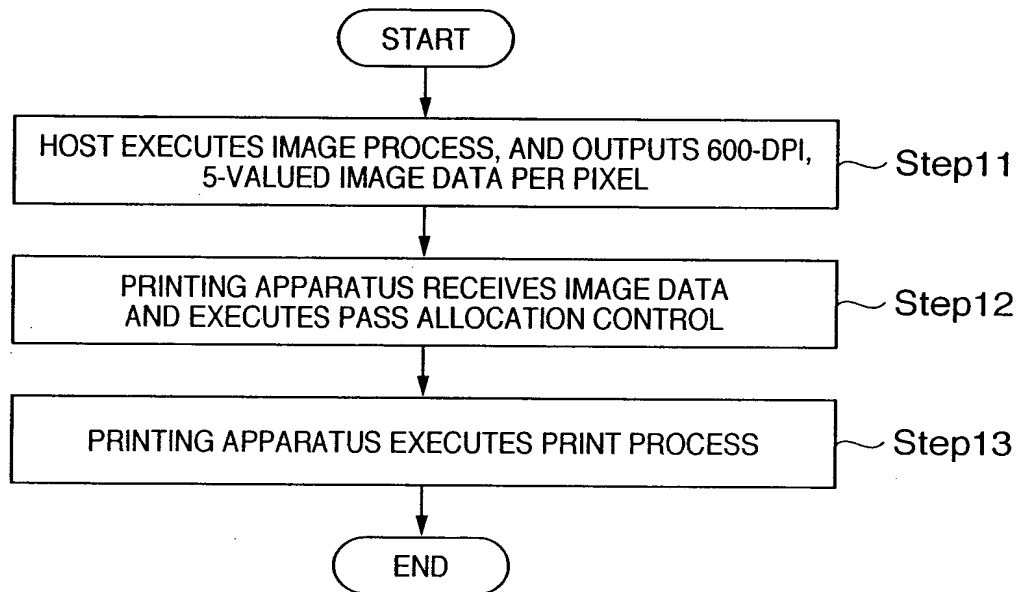 START
HOST EXECUTES IMAGE PROCESS, AND OUTPUTS 600-DPI,
5-VALUED IMAGE DATA PER PIXEL
Step11
PRINTING APPARATUS RECEIVES IMAGE DATA
AND EXECUTES PASS ALLOCATION CONTROL
Step12
PRINTING APPARATUS EXECUTES PRINT PROCESS
Step13
END